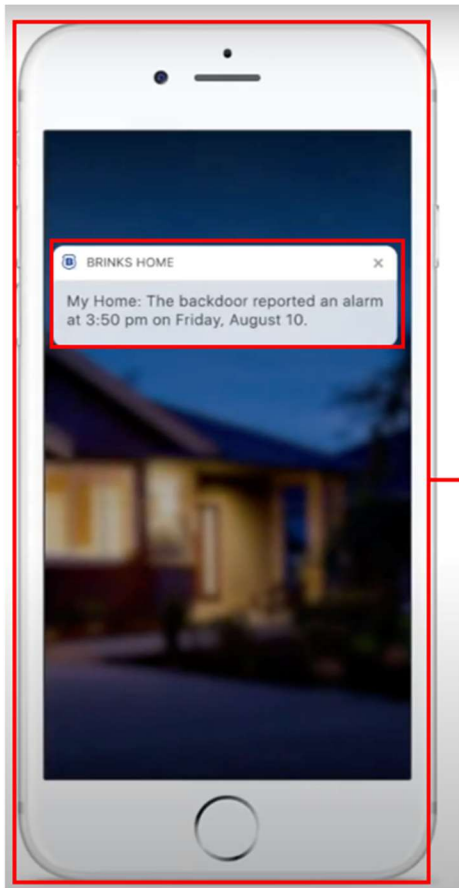 B BRINKS HOME ×
My Home: The backdoor reported an alarm
at 3:50 pm on Friday, August 10.